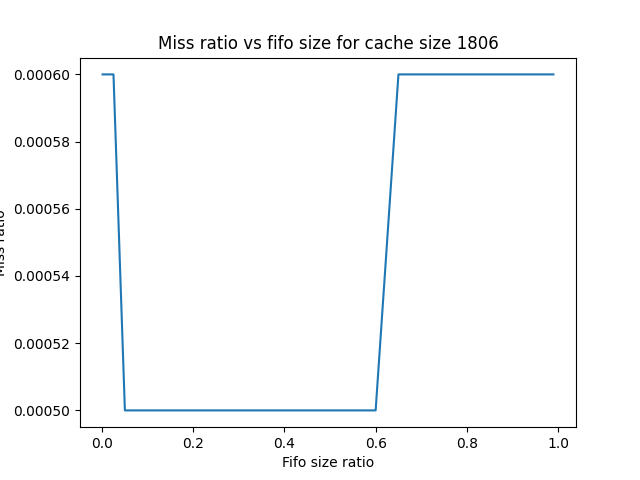 Miss ratio vs fifo size for cache size 1806
Miss ratio
0.00060
0.00058
0.00056
0.00054
0.00052
0.00050
0.0 0.2 0.4 0.6 0.8 1.0
Fifo size ratio